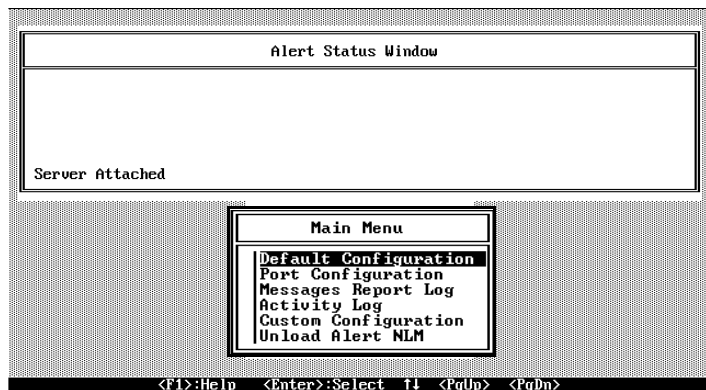 Alert Status Window
Server Attached
Main Menu
Default Configuration
Port Configuration
Messages Report Log
Activity Log
Custom Configuration
Unload Alert NLM
<F1>:Help <Enter>:Select ↑↓ <PgUp> <PgDn>